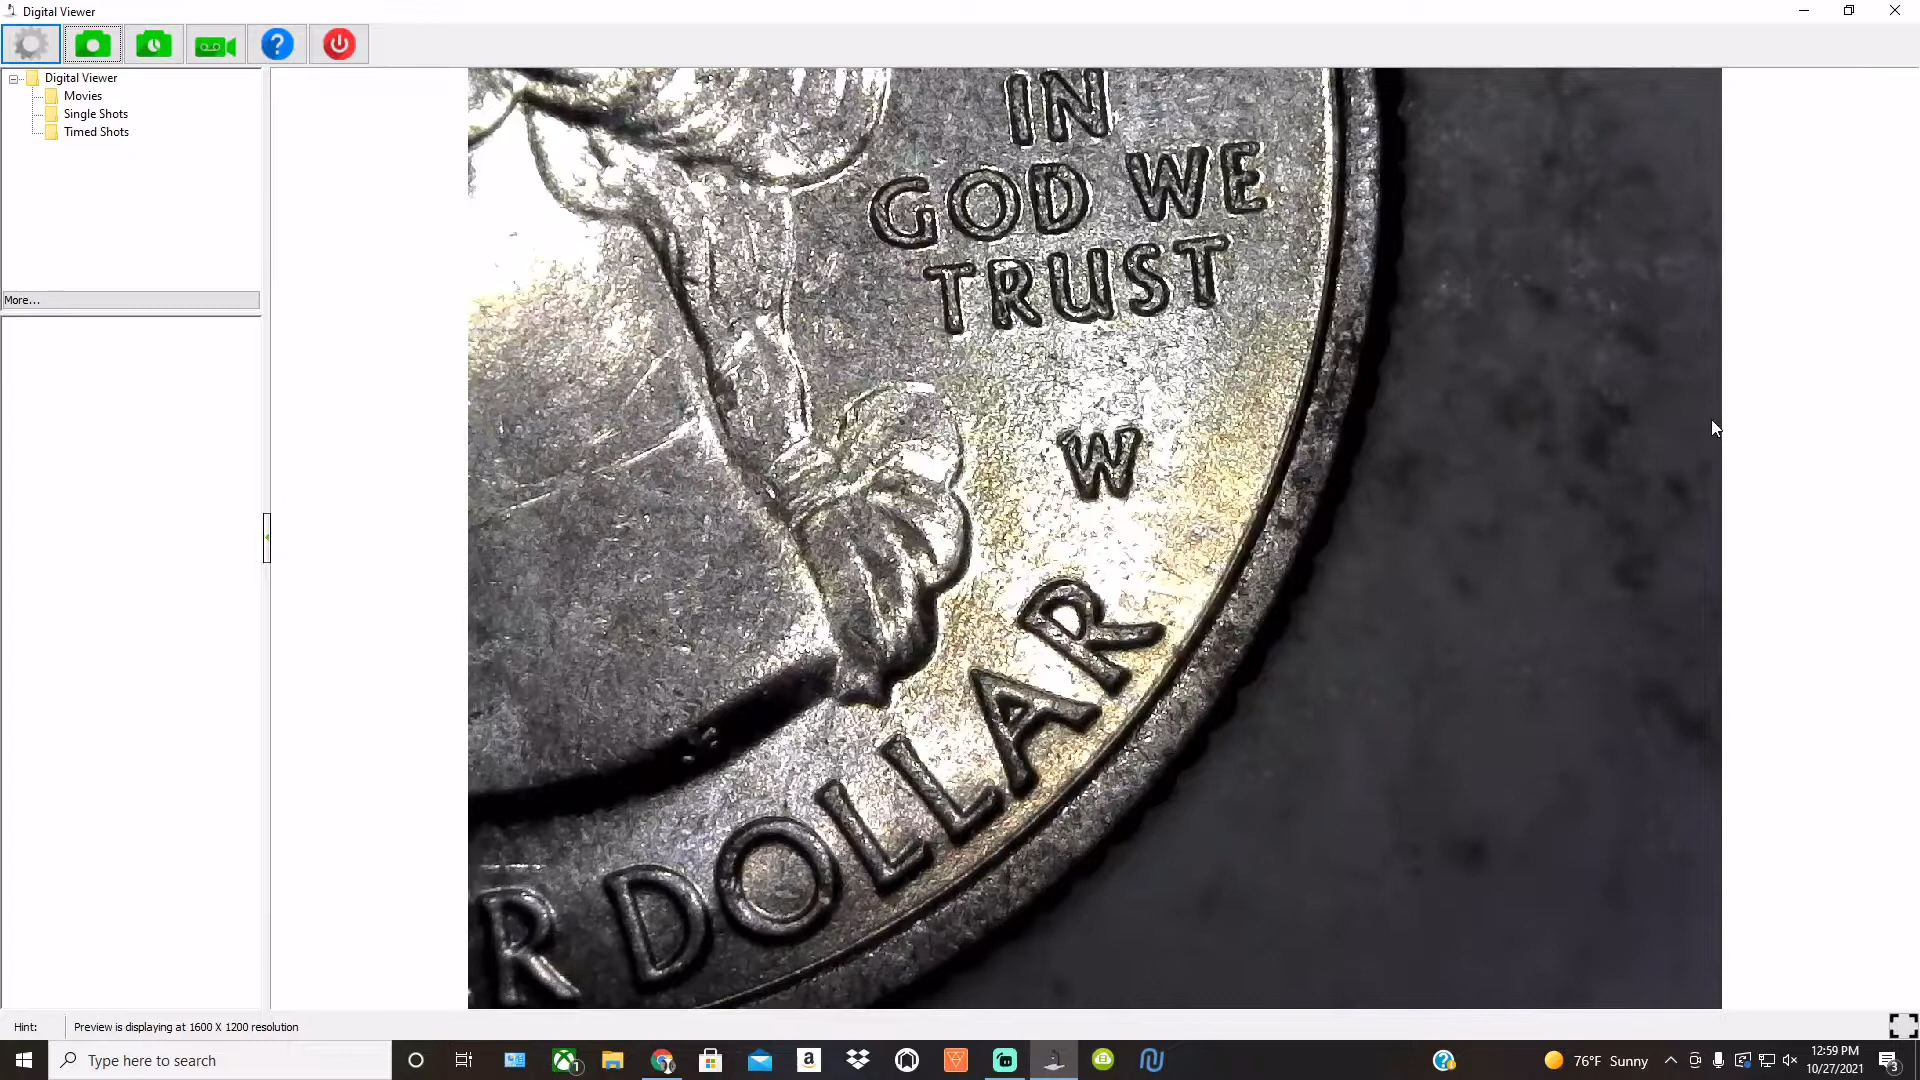 Digital Viewer
Digital Viewer
Movies
Single Shots
Timed Shots
More...
IN
GOD WE
TRUST
W
R DOLLAR
Hint:
Preview is displaying at 1600 X 1200 resolution
Type here to search
76°F Sunny
12:59 PM
10/27/2021